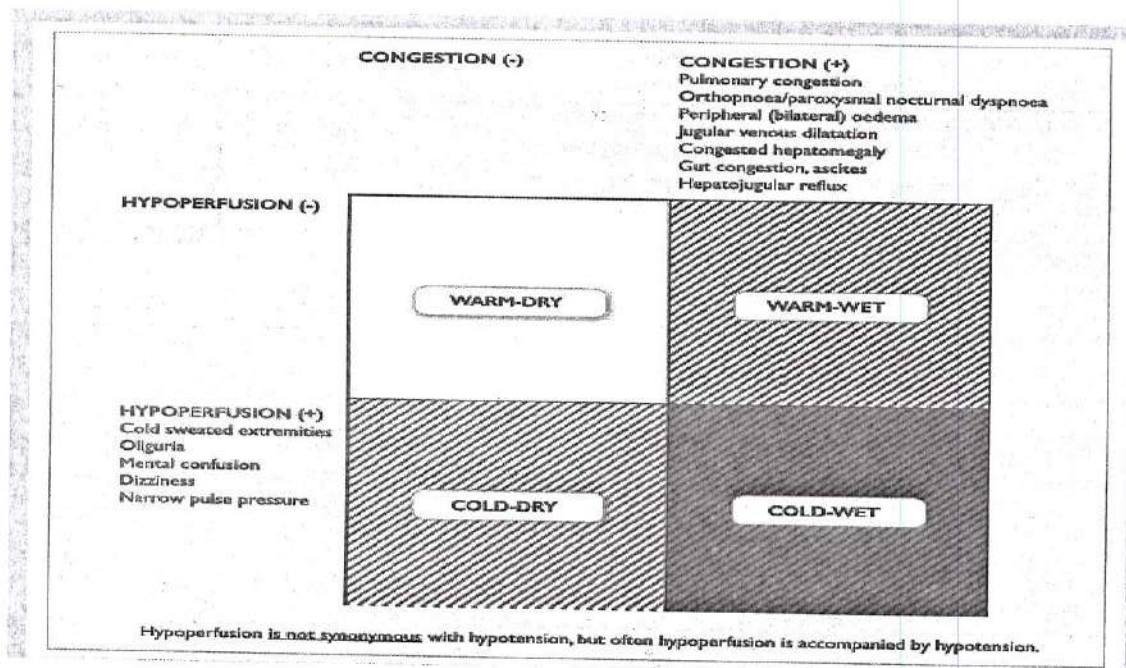 CONGESTION (-)
CONGESTION (+)
Pulmonary congestion
Orthopnoea/paroxysmal nocturnal dyspnoea
Peripheral (bilateral) oedema
Jugular venous dilatation
Congested hepatomegaly
Gut congestion, ascites
Hepatojugular reflux
HYPOPERFUSION (-)
WARM-DRY
WARM-WET
HYPOPERFUSION (+)
Cold sweated extremities
Oliguria
Mental confusion
Dizziness
Narrow pulse pressure
COLD-DRY
COLD-WET
Hypoperfusion is not synonymous with hypotension, but often hypoperfusion is accompanied by hypotension.